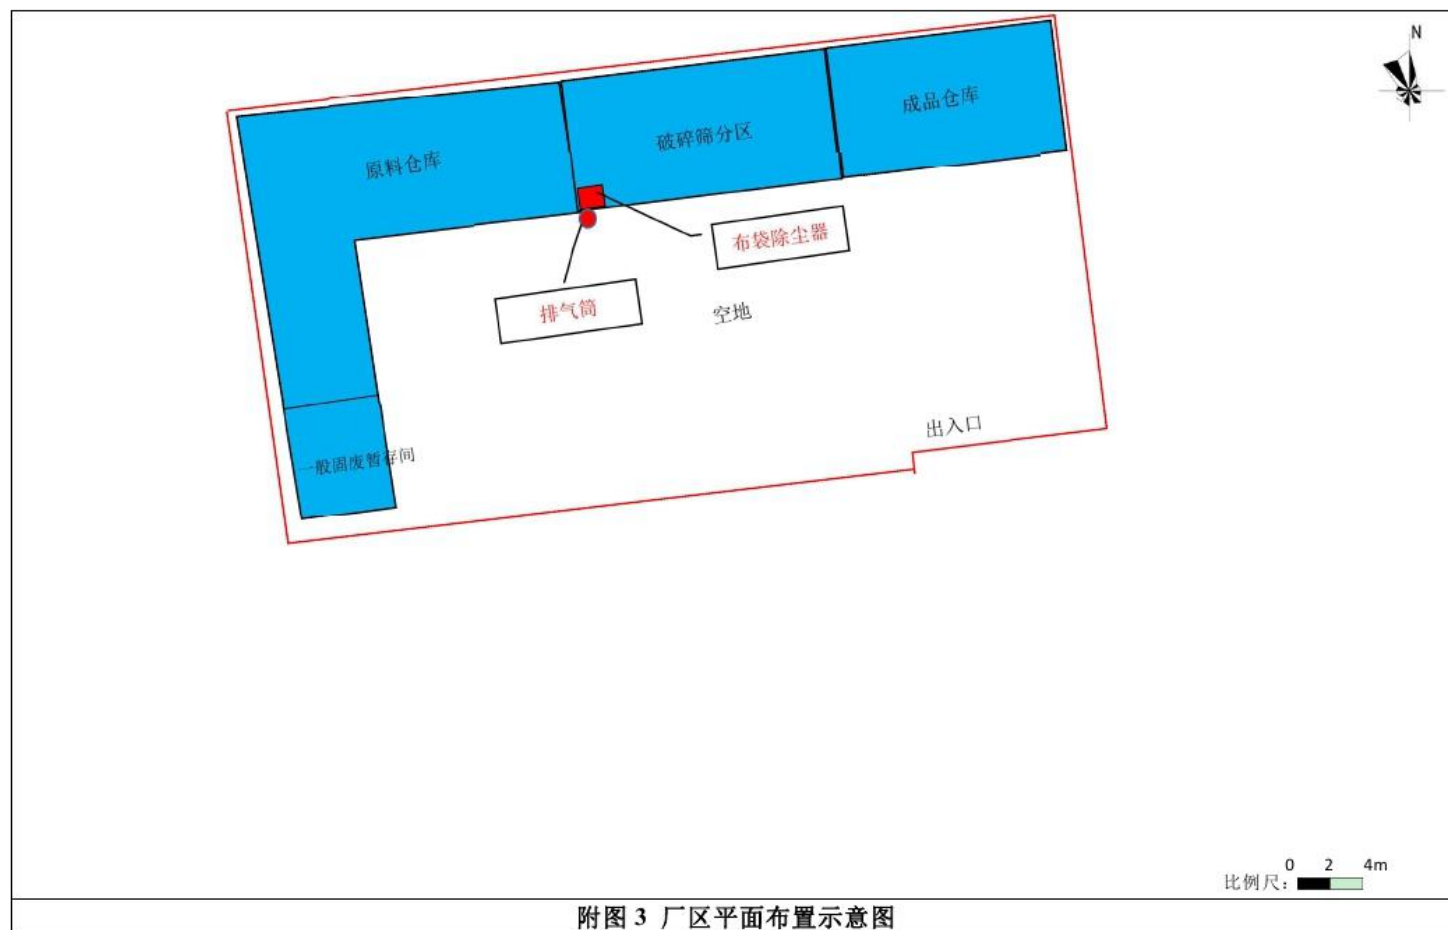 N
成品仓库
破碎筛分区
原料仓库
布袋除尘器
排气筒
空地
出入口
一般固废暂存间
0 2 4m
比例尺：
附图 3 厂区平面布置示意图